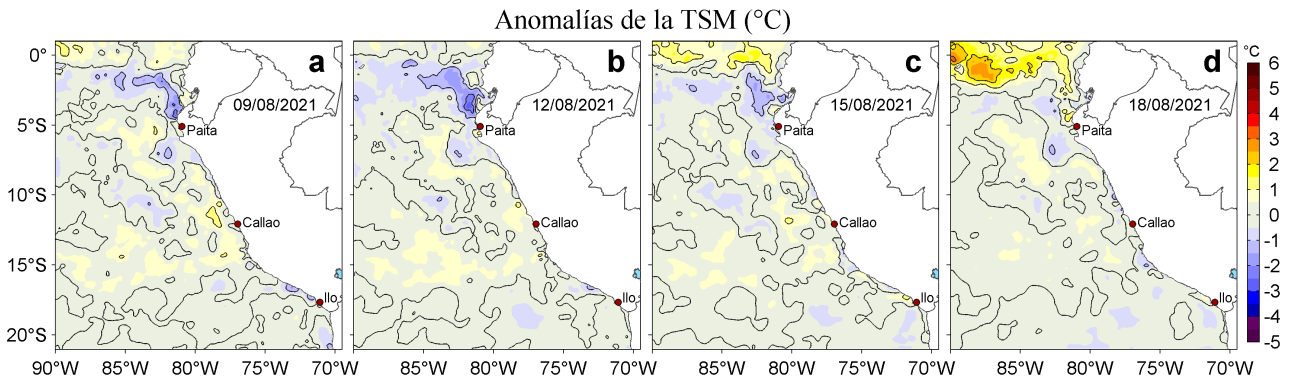 Anomalías de la TSM (°C)
a
b
c
d
09/08/2021
12/08/2021
15/08/2021
18/08/2021
0°
5°S
10°S
15°S
20°S
Paita
Callao
Ilo
Paita
Callao
Ilo
Paita
Callao
Ilo
Paita
Callao
Ilo
90°W 85°W 80°W 75°W 70°W
85°W 80°W 75°W 70°W
85°W 80°W 75°W 70°W
85°W 80°W 75°W 70°W
°C
6
5
4
3
2
1
0
-1
-2
-3
-4
-5